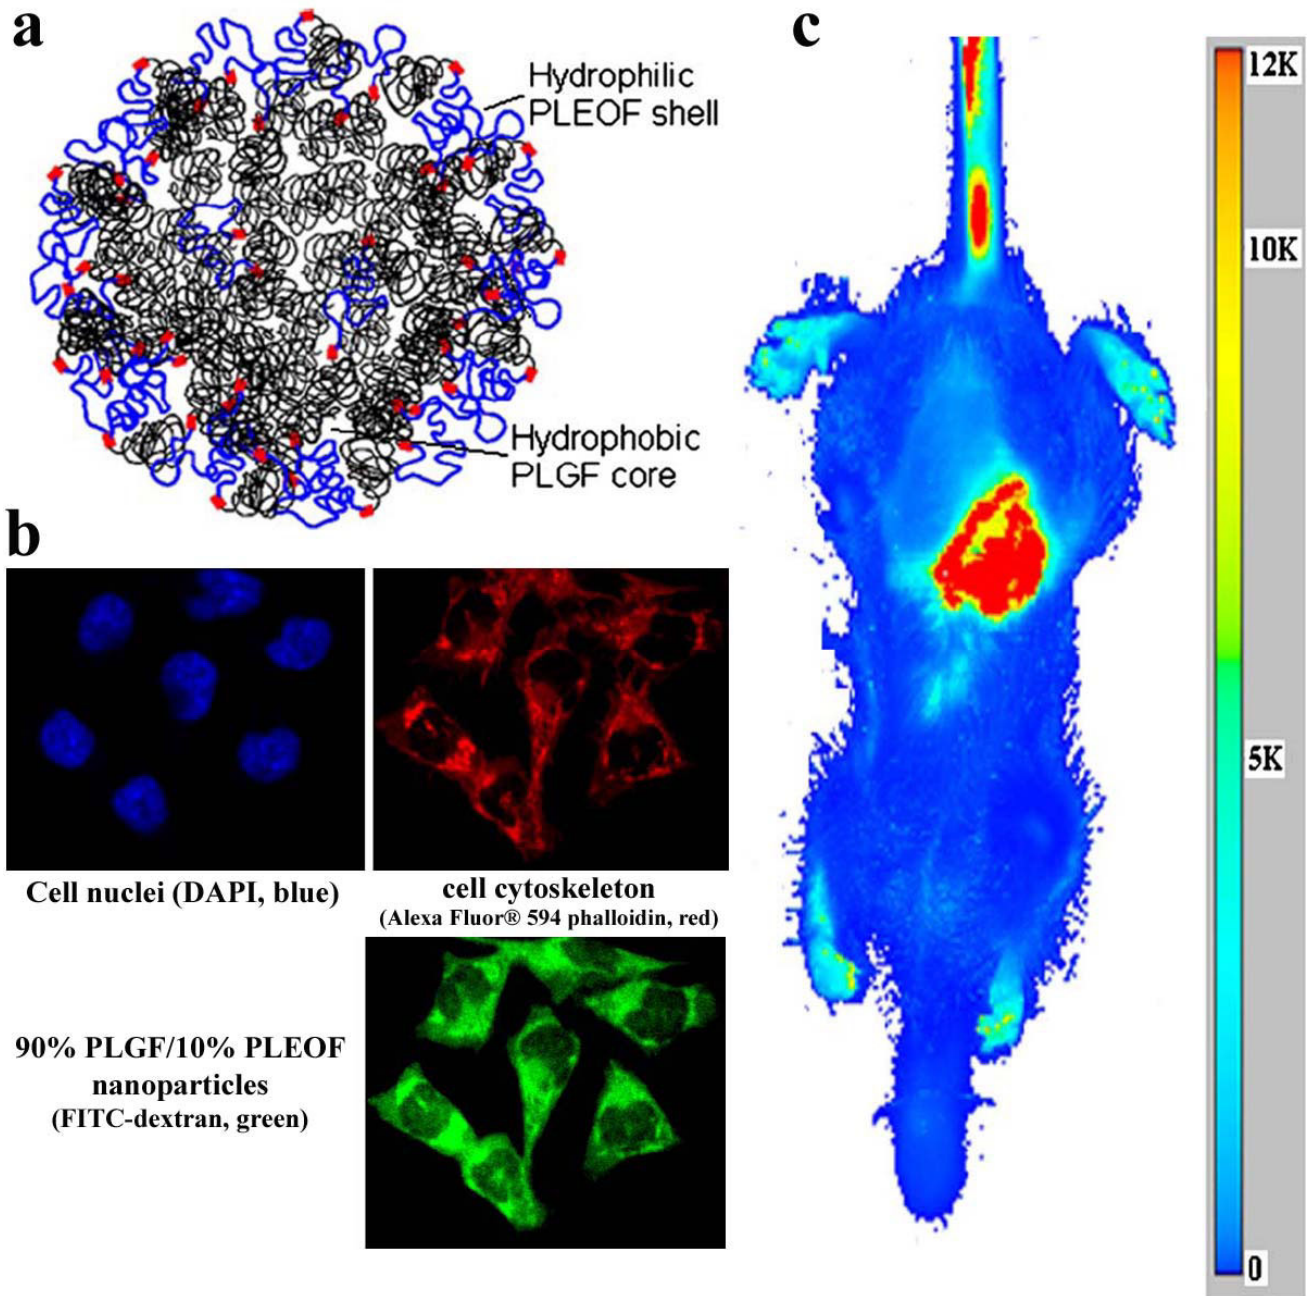 a
Hydrophilic
PLEOF shell
Hydrophobic
PLGF core
b
Cell nuclei (DAPI, blue)
cell cytoskeleton
(Alexa Fluor® 594 phalloidin, red)
90% PLGF/10% PLEOF
nanoparticles
(FITC-dextran, green)
c
12K
10K
5K
0